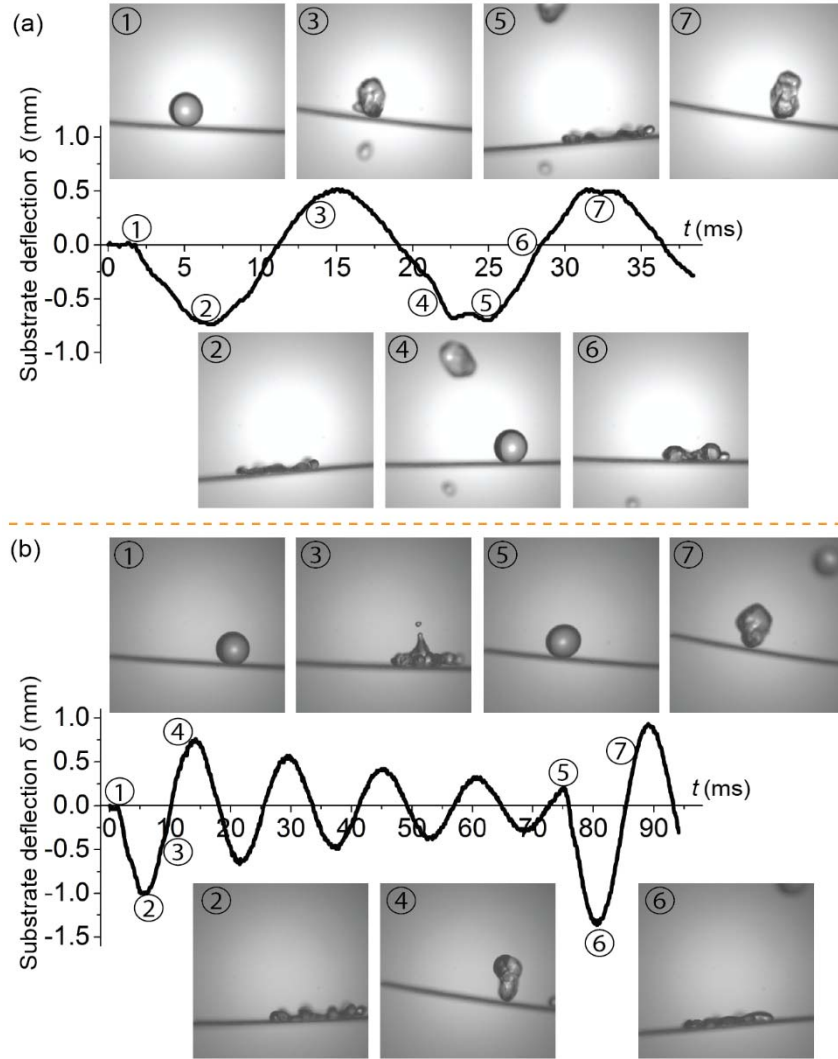 (a)
① ③ ⑤ ⑦
1.0
0.5
0.0
-0.5
-1.0
Substrate deflection δ (mm)
① ② ③ ④ ⑤ ⑥ ⑦
t (ms)
0 5 10 15 20 25 30 35
② ④ ⑥
(b)
① ③ ⑤ ⑦
1.0
0.5
0.0
-0.5
-1.0
-1.5
Substrate deflection δ (mm)
① ② ③ ④ ⑤ ⑥ ⑦
t (ms)
0 10 20 30 40 50 60 70 80 90
② ④ ⑥